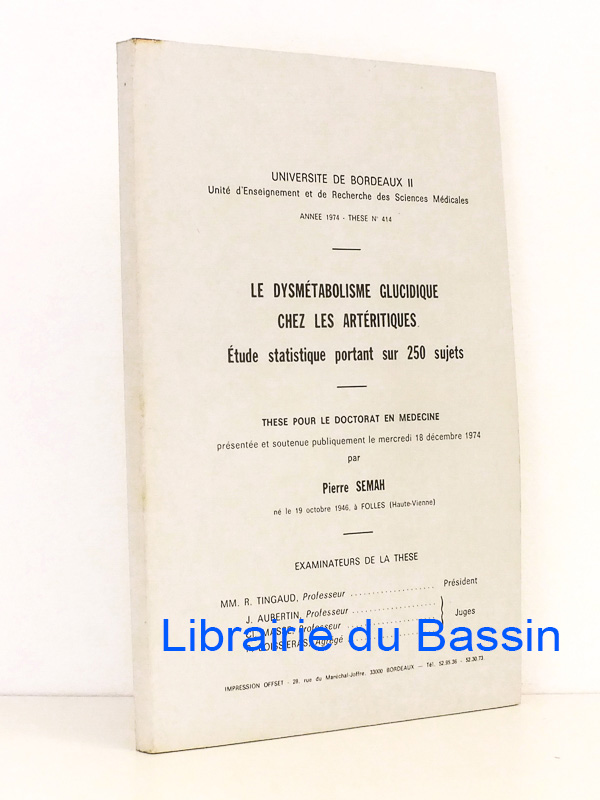 UNIVERSITE DE BORDEAUX II
Unité d'Enseignement et de Recherche des Sciences Médicales
ANNEE 1974 - THESE N° 414
LE DYSMÉTABOLISME GLUCIDIQUE
CHEZ LES ARTÉRITIQUES.
Étude statistique portant sur 250 sujets
THESE POUR LE DOCTORAT EN MEDECINE
présentée et soutenue publiquement le mercredi 18 décembre 1974
par
Pierre SEMAH
né le 19 octobre 1946, à FOLLES (Haute-Vienne)
EXAMINATEURS DE LA THESE
MM. R. TINGAUD, Professeur .................... Président
J. AUBERTIN, Professeur ....................
Professeur .................... Juges
Agrégé ....................
Librairie du Bassin
IMPRESSION OFFSET - 29, rue du Maréchal-Joffre, 33000 BORDEAUX — Tél. 52.95.36 - 52.30.73.